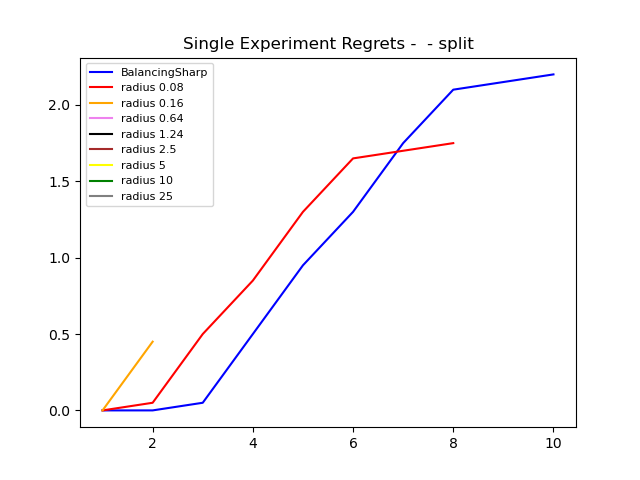 Single Experiment Regrets -  - split
BalancingSharp
radius 0.08
radius 0.16
radius 0.64
radius 1.24
radius 2.5
radius 5
radius 10
radius 25
2.0
1.5
1.0
0.5
0.0
2 4 6 8 10